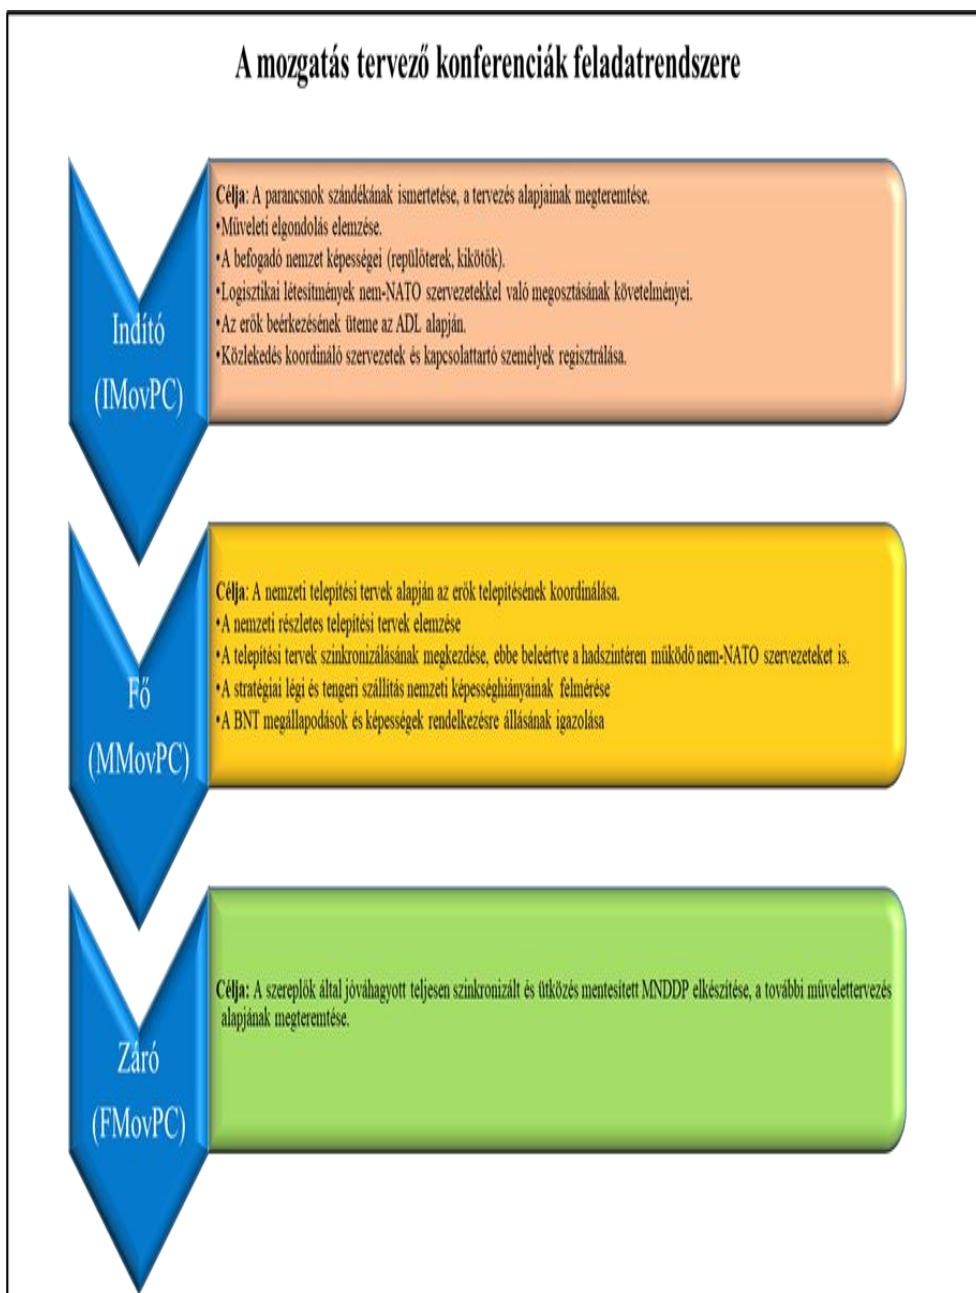 A mozgatás tervező konferenciák feladatrendszere
Indító
(IMovPC)
Célja: A parancsnok szándékának ismertetése, a tervezés alapjainak megteremtése.
•Műveleti elgondolás elemzése.
•A befogadó nemzet képességei (repülőterek, kikötők).
•Logisztikai létesítmények nem-NATO szervezetekkel való megosztásának követelményei.
•Az erők beérkezésének üteme az ADL alapján.
•Közlekedés koordináló szervezetek és kapcsolattartó személyek regisztrálása.
Fő
(MMovPC)
Célja: A nemzeti telepítési tervek alapján az erők telepítésének koordinálása.
•A nemzeti részletes telepítési tervek elemzése
•A telepítési tervek szinkronizálásának megkezdése, ebbe beleértve a hadszintéren működő nem-NATO szervezeteket is.
•A stratégiai légi és tengeri szállítás nemzeti képességhiányainak felmérése
•A BNT megállapodások és képességek rendelkezésre állásának igazolása
Záró
(FMovPC)
Célja: A szereplők által jóváhagyott teljesen szinkronizált és ütközés mentesített MNDDP elkészítése, a további művelettervezés
alapjának megteremtése.